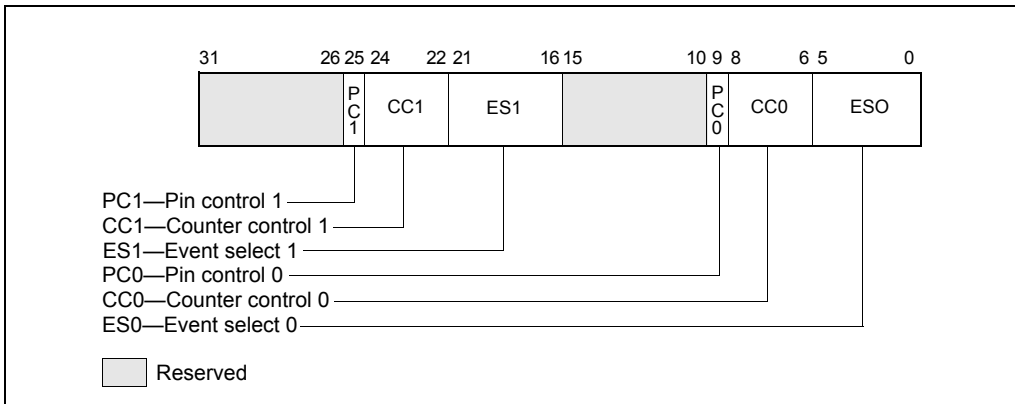 31 26 25 24 22 21 16 15 10 9 8 6 5 0
PC1 CC1 ES1 PC0 CC0 ESO
PC1—Pin control 1
CC1—Counter control 1
ES1—Event select 1
PC0—Pin control 0
CC0—Counter control 0
ES0—Event select 0
Reserved